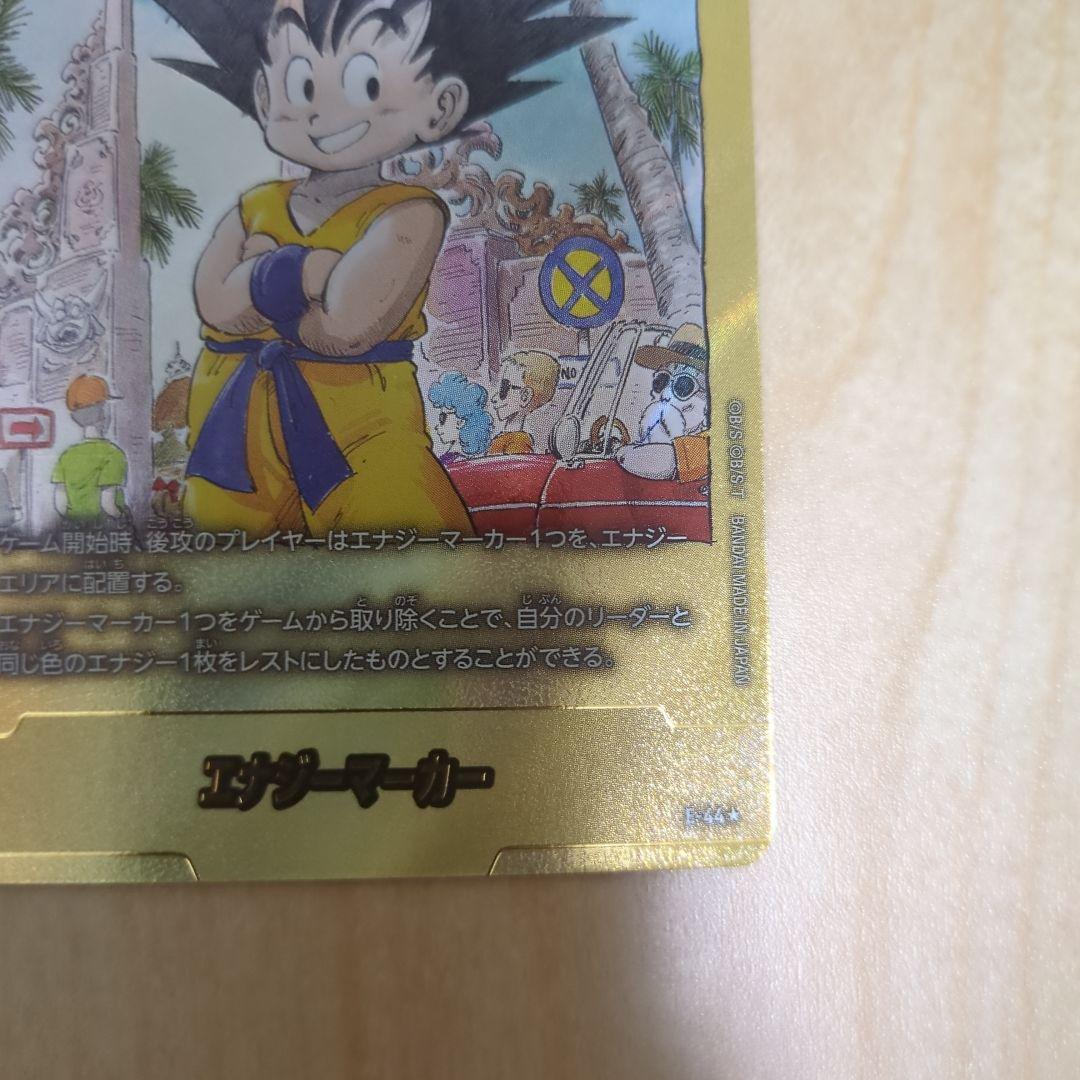 NO
ゲーム開始時、後攻のプレイヤーはエナジーマーカー1つを、エナジー
エリアに配置する。
エナジーマーカー1つをゲームから取り除くことで、自分のリーダーと
同じ色のエナジー1枚をレストにしたものとすることができる。
©B/S ©B/S・T BANDAI MADE IN JAPAN
エナジーマーカー
E-44★